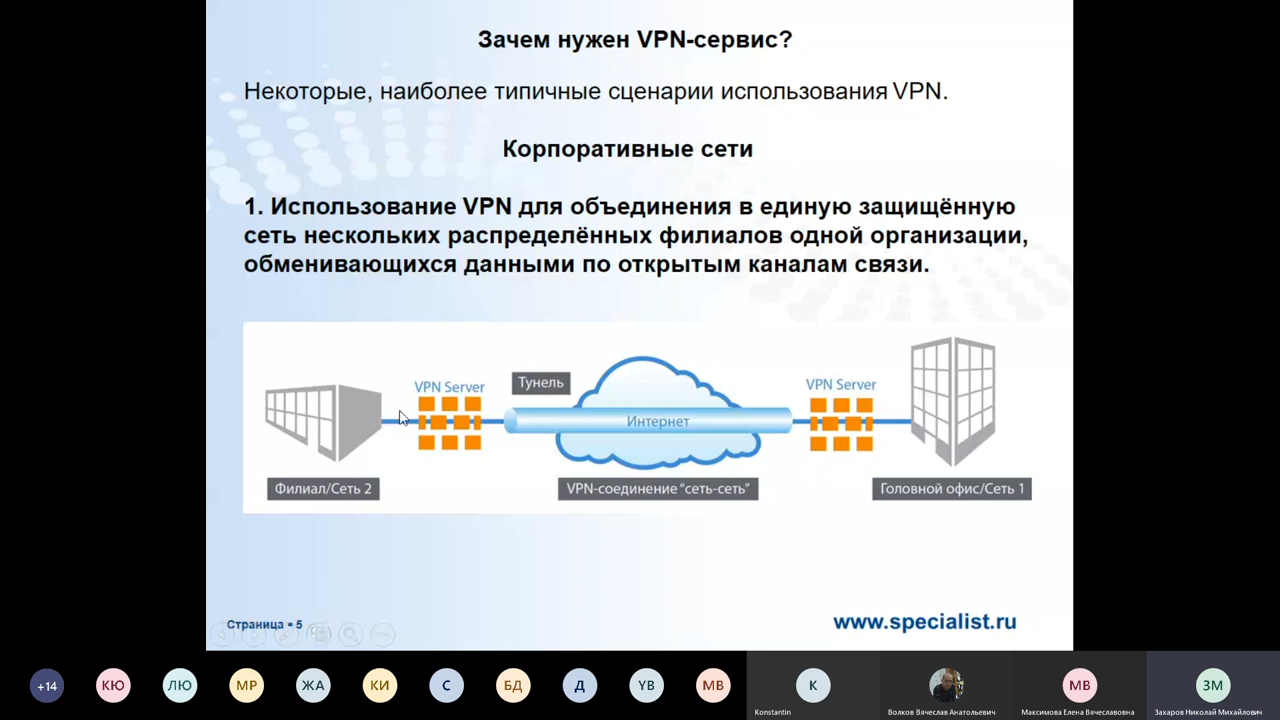 Зачем нужен VPN-сервис?
Некоторые, наиболее типичные сценарии использования VPN.
Корпоративные сети
1. Использование VPN для объединения в единую защищённую
сеть нескольких распределённых филиалов одной организации,
обменивающихся данными по открытым каналам связи.
VPN Server
Тунель
VPN Server
Интернет
Филиал/Сеть 2
VPN-соединение "сеть-сеть"
Головной офис/Сеть 1
Страница = 5
www.specialist.ru
+14
КЮ
ЛЮ
МР
ЖА
КИ
С
БД
Д
YB
МВ
K
МВ
ЗМ
Konstantin
Волков Вячеслав Анатольевич
Максимова Елена Вячеславовна
Захаров Николай Михайлович